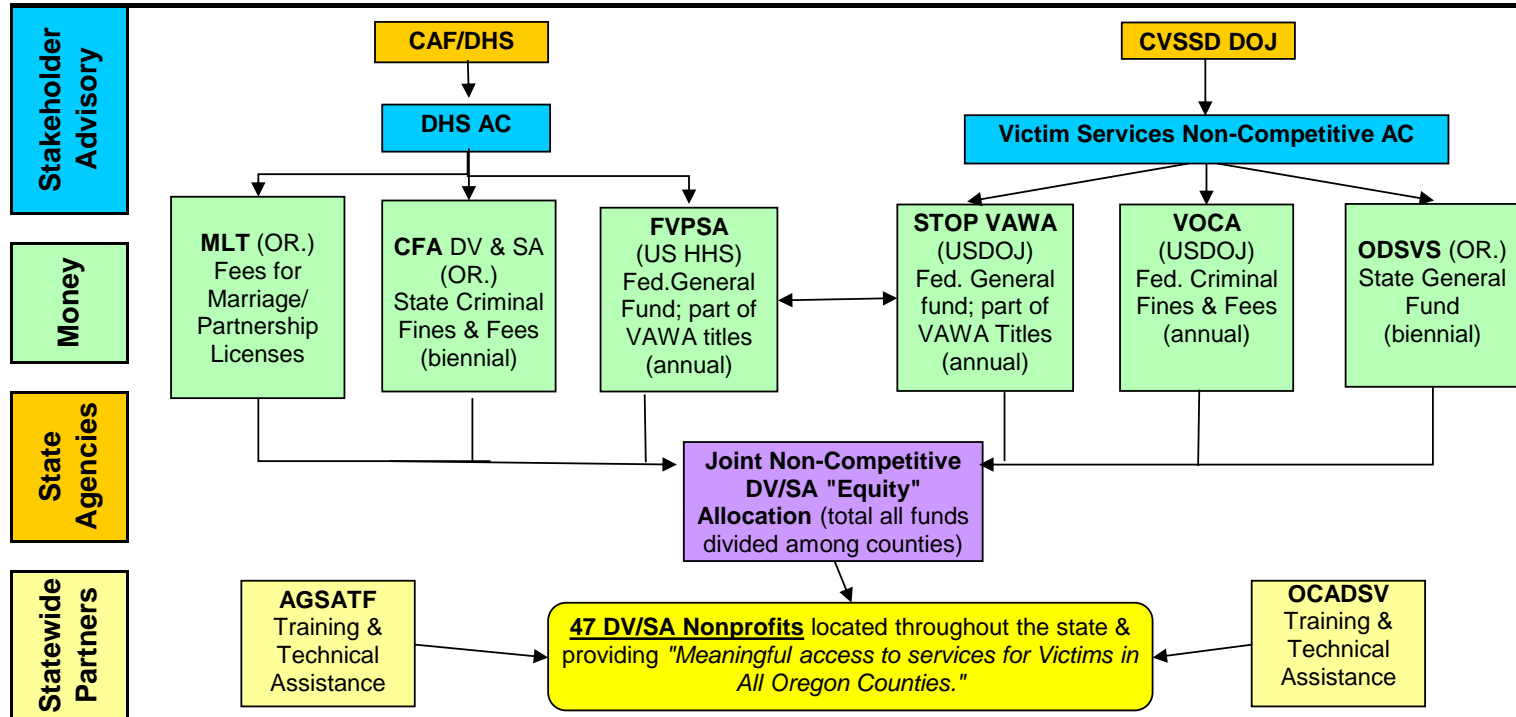 Stakeholder
Advisory
Money
State
Agencies
Statewide
Partners
CAF/DHS
CVSSD DOJ
DHS AC
Victim Services Non-Competitive AC
MLT (OR.)
Fees for
Marriage/
Partnership
Licenses
CFA DV & SA
(OR.)
State Criminal
Fines & Fees
(biennial)
FVPSA
(US HHS)
Fed.General
Fund; part of
VAWA titles
(annual)
STOP VAWA
(USDOJ)
Fed. General
fund; part of
VAWA Titles
(annual)
VOCA
(USDOJ)
Fed. Criminal
Fines & Fees
(annual)
ODSVS (OR.)
State General
Fund
(biennial)
Joint Non-Competitive
DV/SA "Equity"
Allocation (total all funds
divided among counties)
AGSATF
Training &
Technical
Assistance
47 DV/SA Nonprofits located throughout the state &
providing "Meaningful access to services for Victims in
All Oregon Counties."
OCADSV
Training &
Technical
Assistance